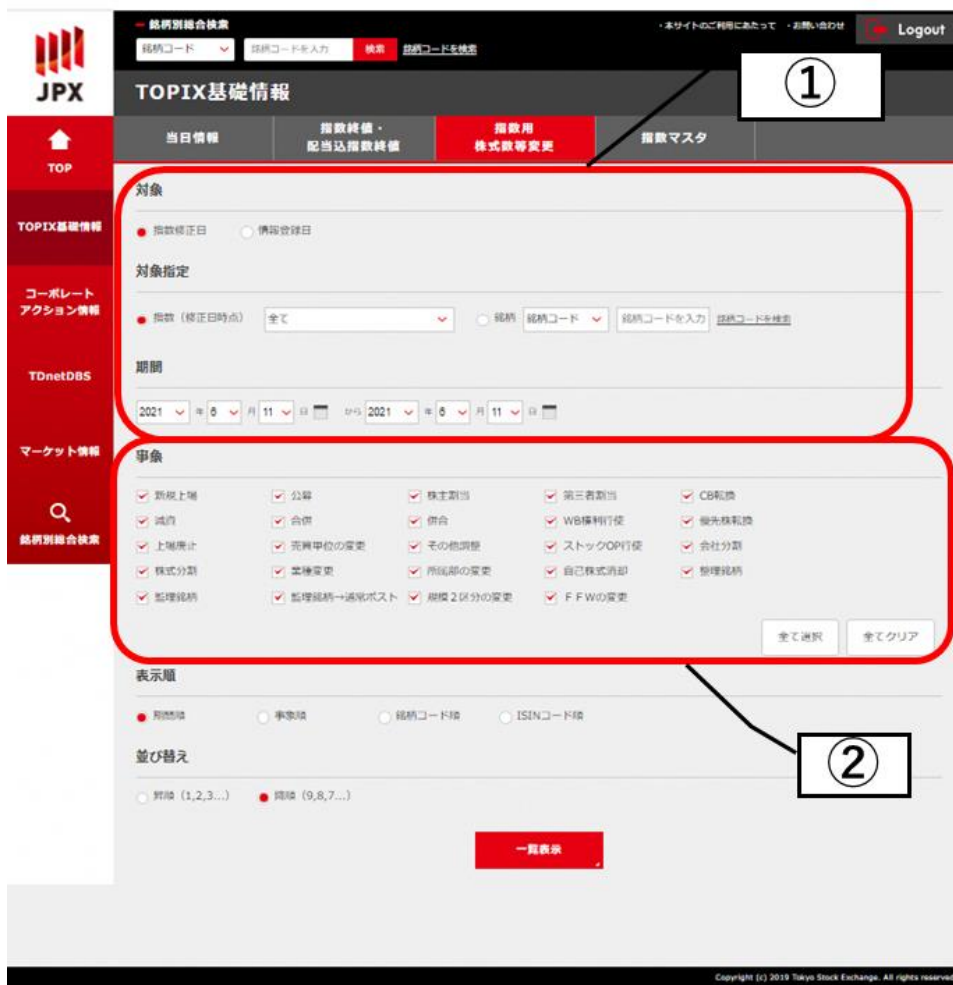 JPX
銘柄別総合検索
・本サイトのご利用にあたって ・お問い合わせ
Logout
銘柄コード
銘柄コードを入力
検索
銘柄コードを検索
TOPIX基礎情報
①
当日情報
指数終値・
配当込指数終値
指数用
株式数等変更
指数マスタ
TOP
TOPIX基礎情報
コーポレート
アクション情報
TDnetDBS
マーケット情報
銘柄別総合検索
対象
指数修正日 情報登録日
対象指定
指数（修正日時点） 全て 銘柄 銘柄コード 銘柄コードを入力 銘柄コードを検索
期間
2021 年 6 月 11 日 から 2021 年 6 月 11 日
事象
新規上場 公募 株主割当 第三者割当 CB転換
減資 合併 併合 WB権利行使 優先株転換
上場廃止 売買単位の変更 その他調整 ストックOP行使 会社分割
株式分割 業種変更 所属部の変更 自己株式消却 整理銘柄
監理銘柄 監理銘柄→通常ポスト 規模２区分の変更 ＦＦＷの変更
全て選択 全てクリア
表示順
期間順 事象順 銘柄コード順 ISINコード順
②
並び替え
昇順 (1,2,3...) 降順 (9,8,7...)
一覧表示
Copyright (c) 2019 Tokyo Stock Exchange. All rights reserved